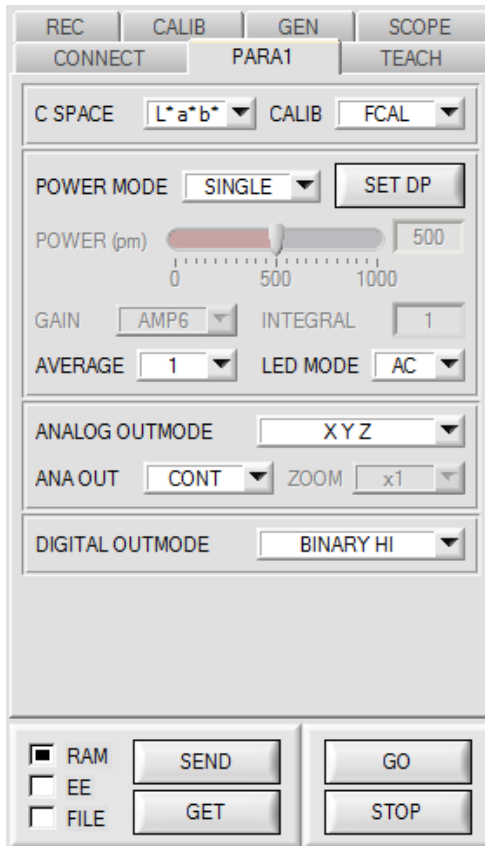 REC CALIB GEN SCOPE
CONNECT PARA1 TEACH
C SPACE L*a*b* CALIB FCAL
POWER MODE SINGLE SET DP
POWER (pm) 500
0 500 1000
GAIN AMP6 INTEGRAL 1
AVERAGE 1 LED MODE AC
ANALOG OUTMODE X Y Z
ANA OUT CONT ZOOM x1
DIGITAL OUTMODE BINARY HI
RAM SEND GO
EE
FILE GET STOP